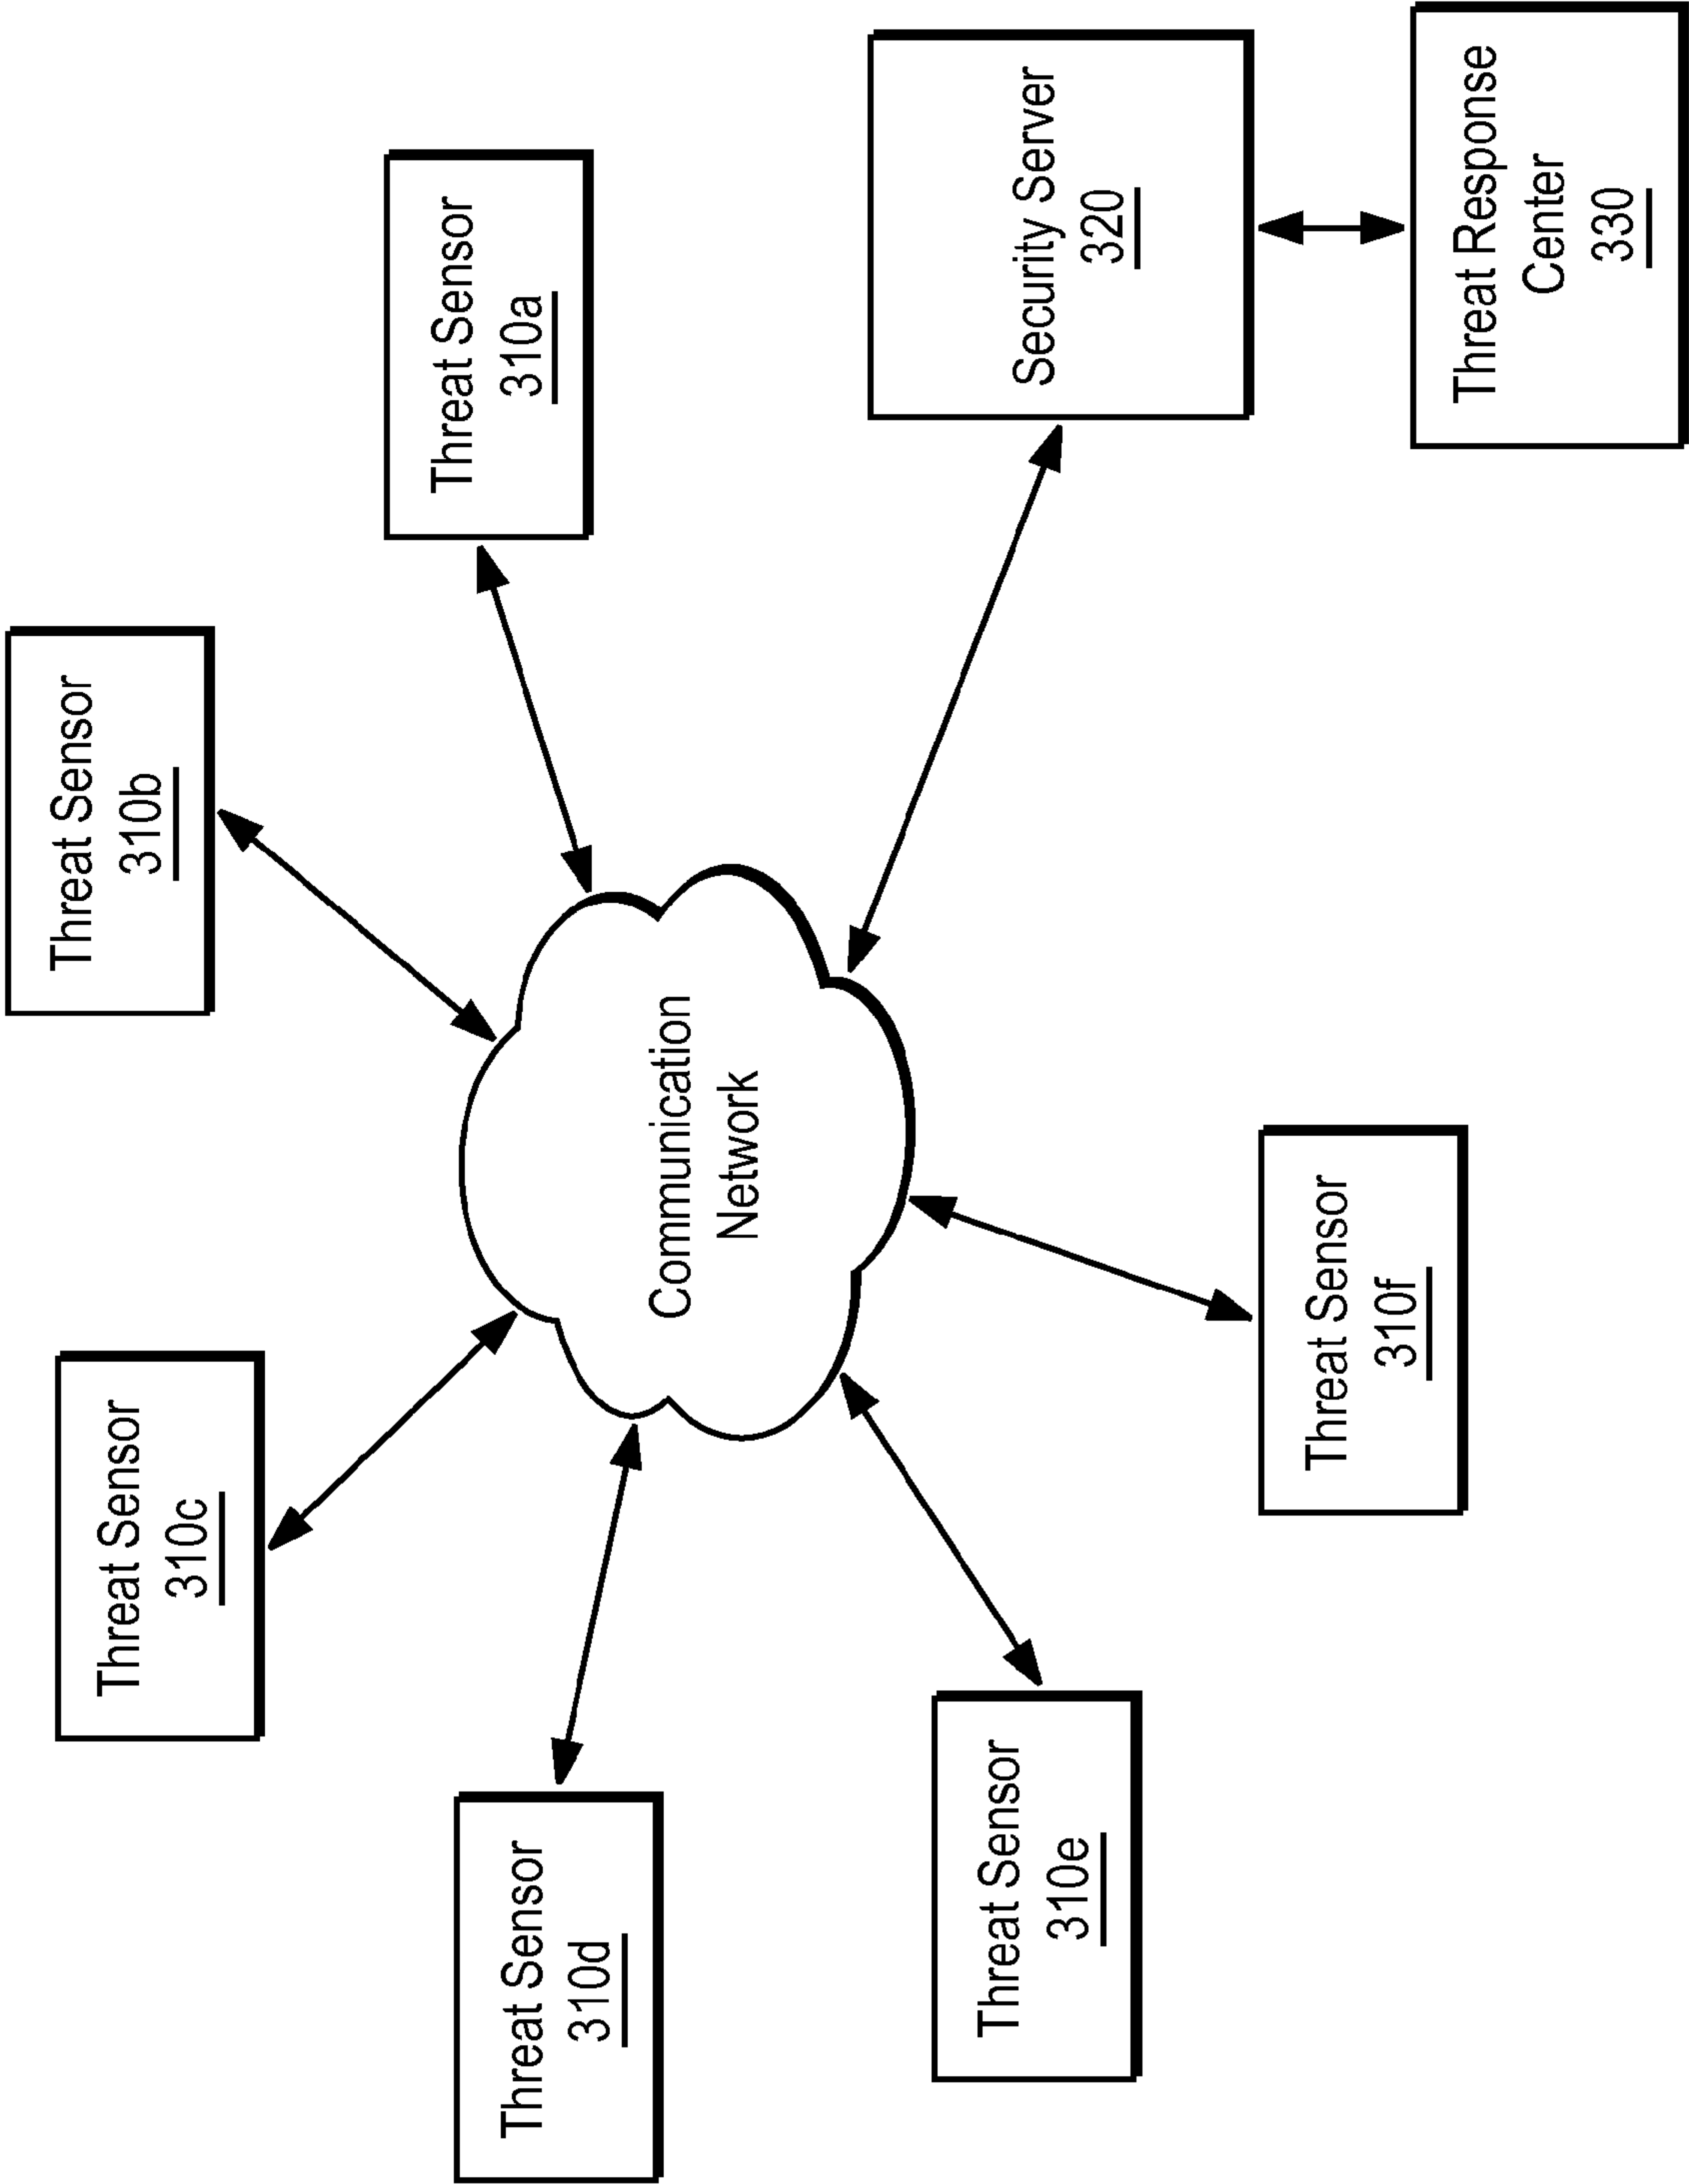 Threat Sensor
310c
Threat Sensor
310b
Threat Sensor
310d
Threat Sensor
310a
Communication
Network
Threat Sensor
310e
Security Server
320
Threat Sensor
310f
Threat Response
Center
330